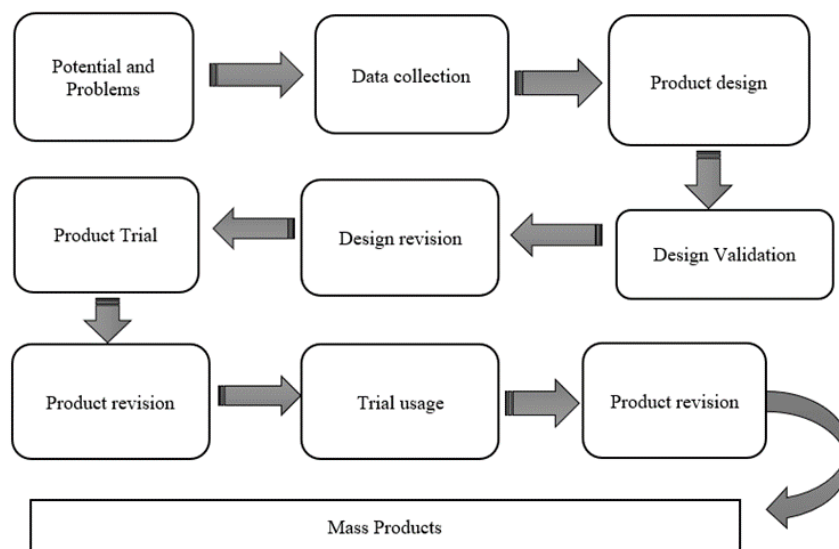 Potential and
Problems
Data collection
Product design
Design Validation
Design revision
Product Trial
Product revision
Trial usage
Product revision
Mass Products